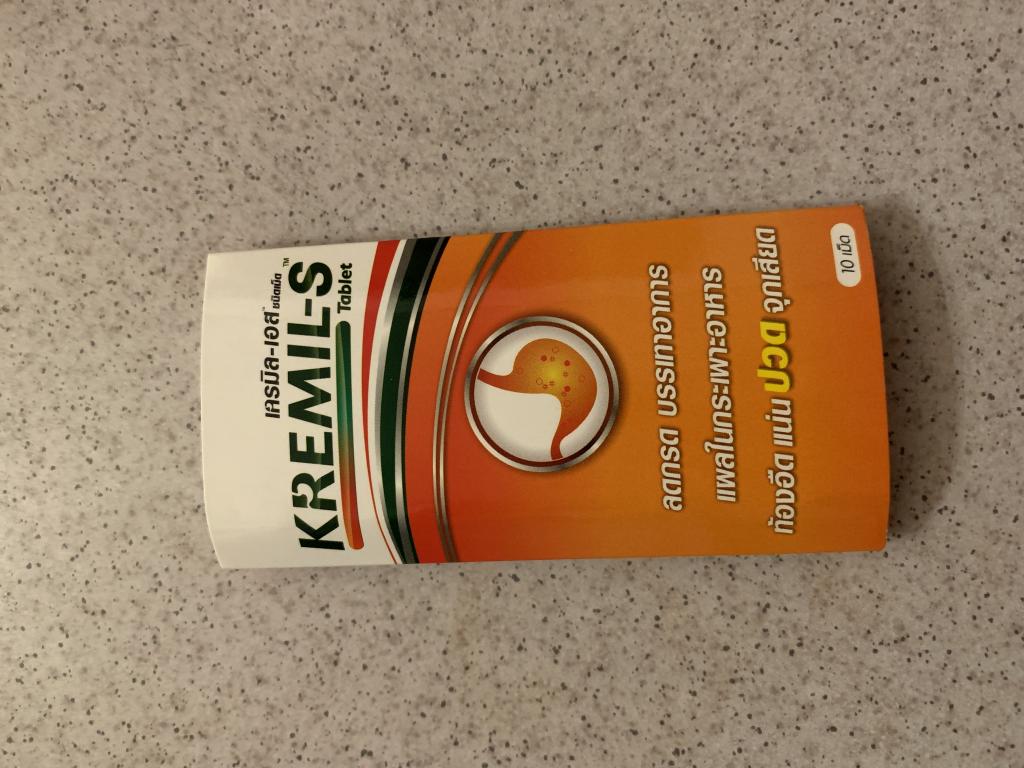 เครมิล-เอส™ ชนิดเม็ด
KREMIL-S™
Tablet
ลดกรด บรรเทาอาการ
แผลในกระเพาะอาหาร
ท้องอืด แน่น ปวด จุกเสียด
10 เม็ด